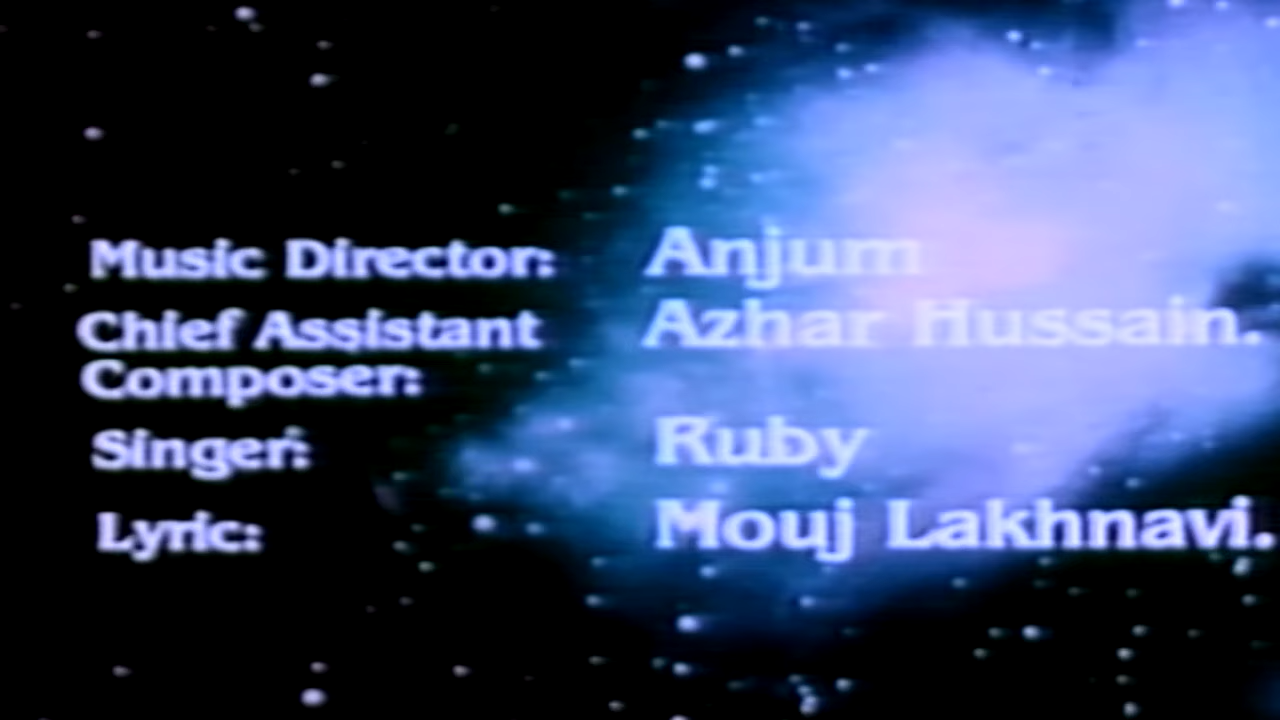 Music Director: Anjum
Chief Assistant Azhar Hussain.
Composer:
Singer: Ruby
Lyric: Mouj Lakhnavi.